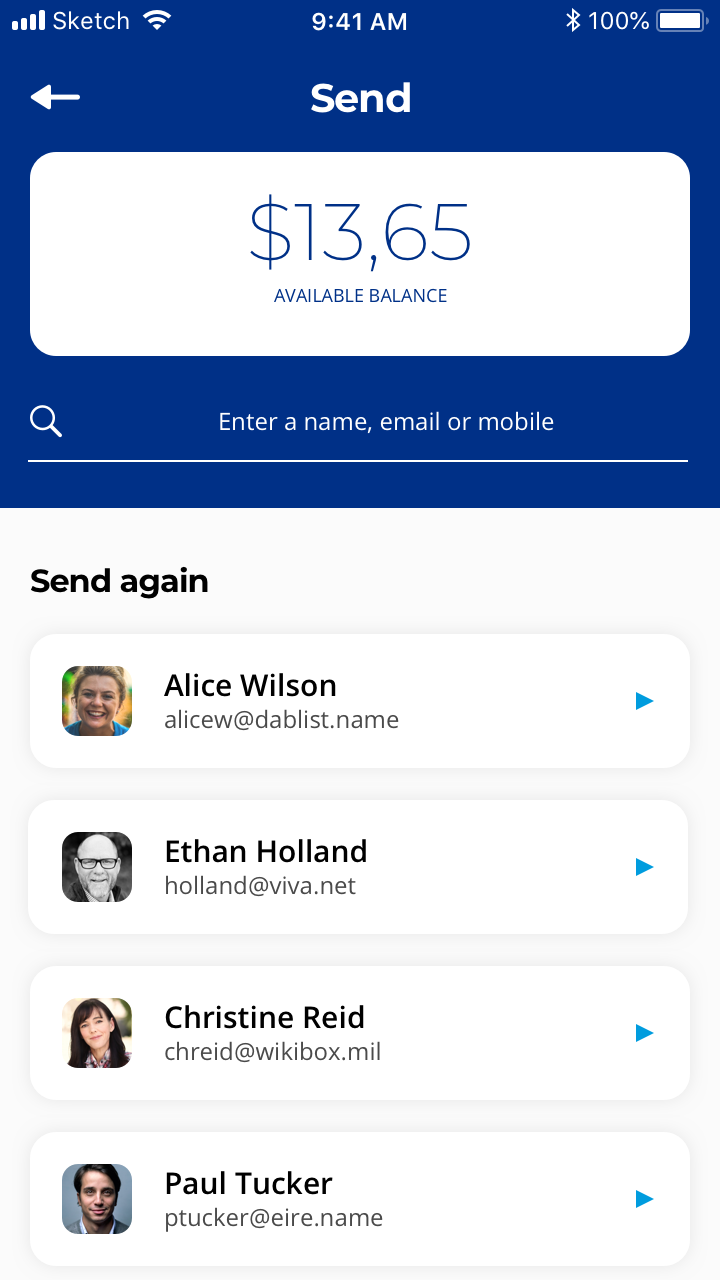 Sketch 9:41 AM 100%
Send
$13,65
AVAILABLE BALANCE
Enter a name, email or mobile
Send again
Alice Wilson
alicew@dablist.name
Ethan Holland
holland@viva.net
Christine Reid
chreid@wikibox.mil
Paul Tucker
ptucker@eire.name